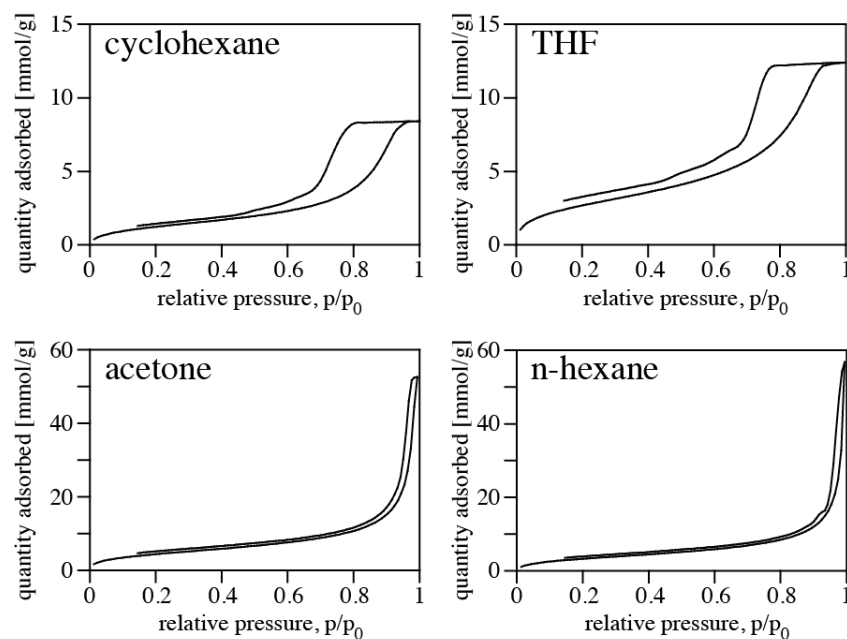 cyclohexane
quantity adsorbed [mmol/g]
15
10
5
0
0 0.2 0.4 0.6 0.8 1
relative pressure, p/p0
THF
quantity adsorbed [mmol/g]
15
10
5
0
0 0.2 0.4 0.6 0.8 1
relative pressure, p/p0
acetone
quantity adsorbed [mmol/g]
60
40
20
0
0 0.2 0.4 0.6 0.8 1
relative pressure, p/p0
n-hexane
quantity adsorbed [mmol/g]
60
40
20
0
0 0.2 0.4 0.6 0.8 1
relative pressure, p/p0